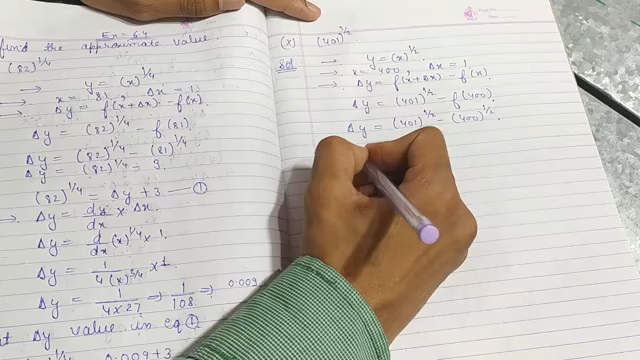 Ex = 64
find the approximate value.
(82)^1/4
y = (x)^1/4
→ x = 81, Δx = 1.
→ Δy = f(x+Δx) - f(x).
Δy = (82)^1/4 - f(81)
Δy = (82)^1/4 - (81)^1/4
Δy = (82)^1/4 - 3.
(82)^1/4 = Δy + 3 — ①
→ Δy = dy/dx × Δx.
Δy = d/dx (x)^1/4 × 1.
Δy = 1/4(x)^3/4 × 1
Δy = 1/4×27 ⇒ 1/108 ⇒ 0.009
Δy value in eq ①
0.009+3
(X) (401)^1/2
Sol → y = (x)^1/2
→ x = 400, Δx = 1
→ Δy = f(x+Δx) - f(x).
Δy = (401)^1/2 - f(400)
Δy = (401)^1/2 - (400)^1/2.